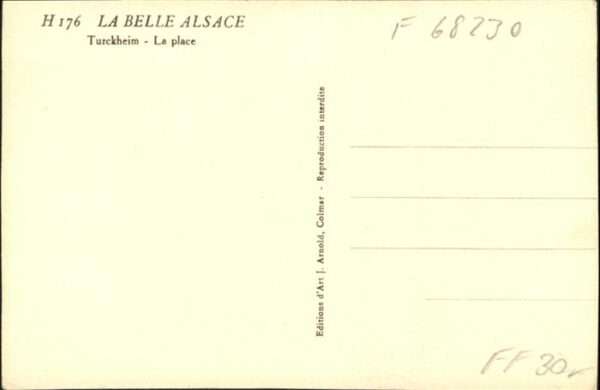 H 176 LA BELLE ALSACE
Turckheim - La place
F 68230
Editions d'Art J. Arnold, Colmar - Reproduction interdite
FF 30,-